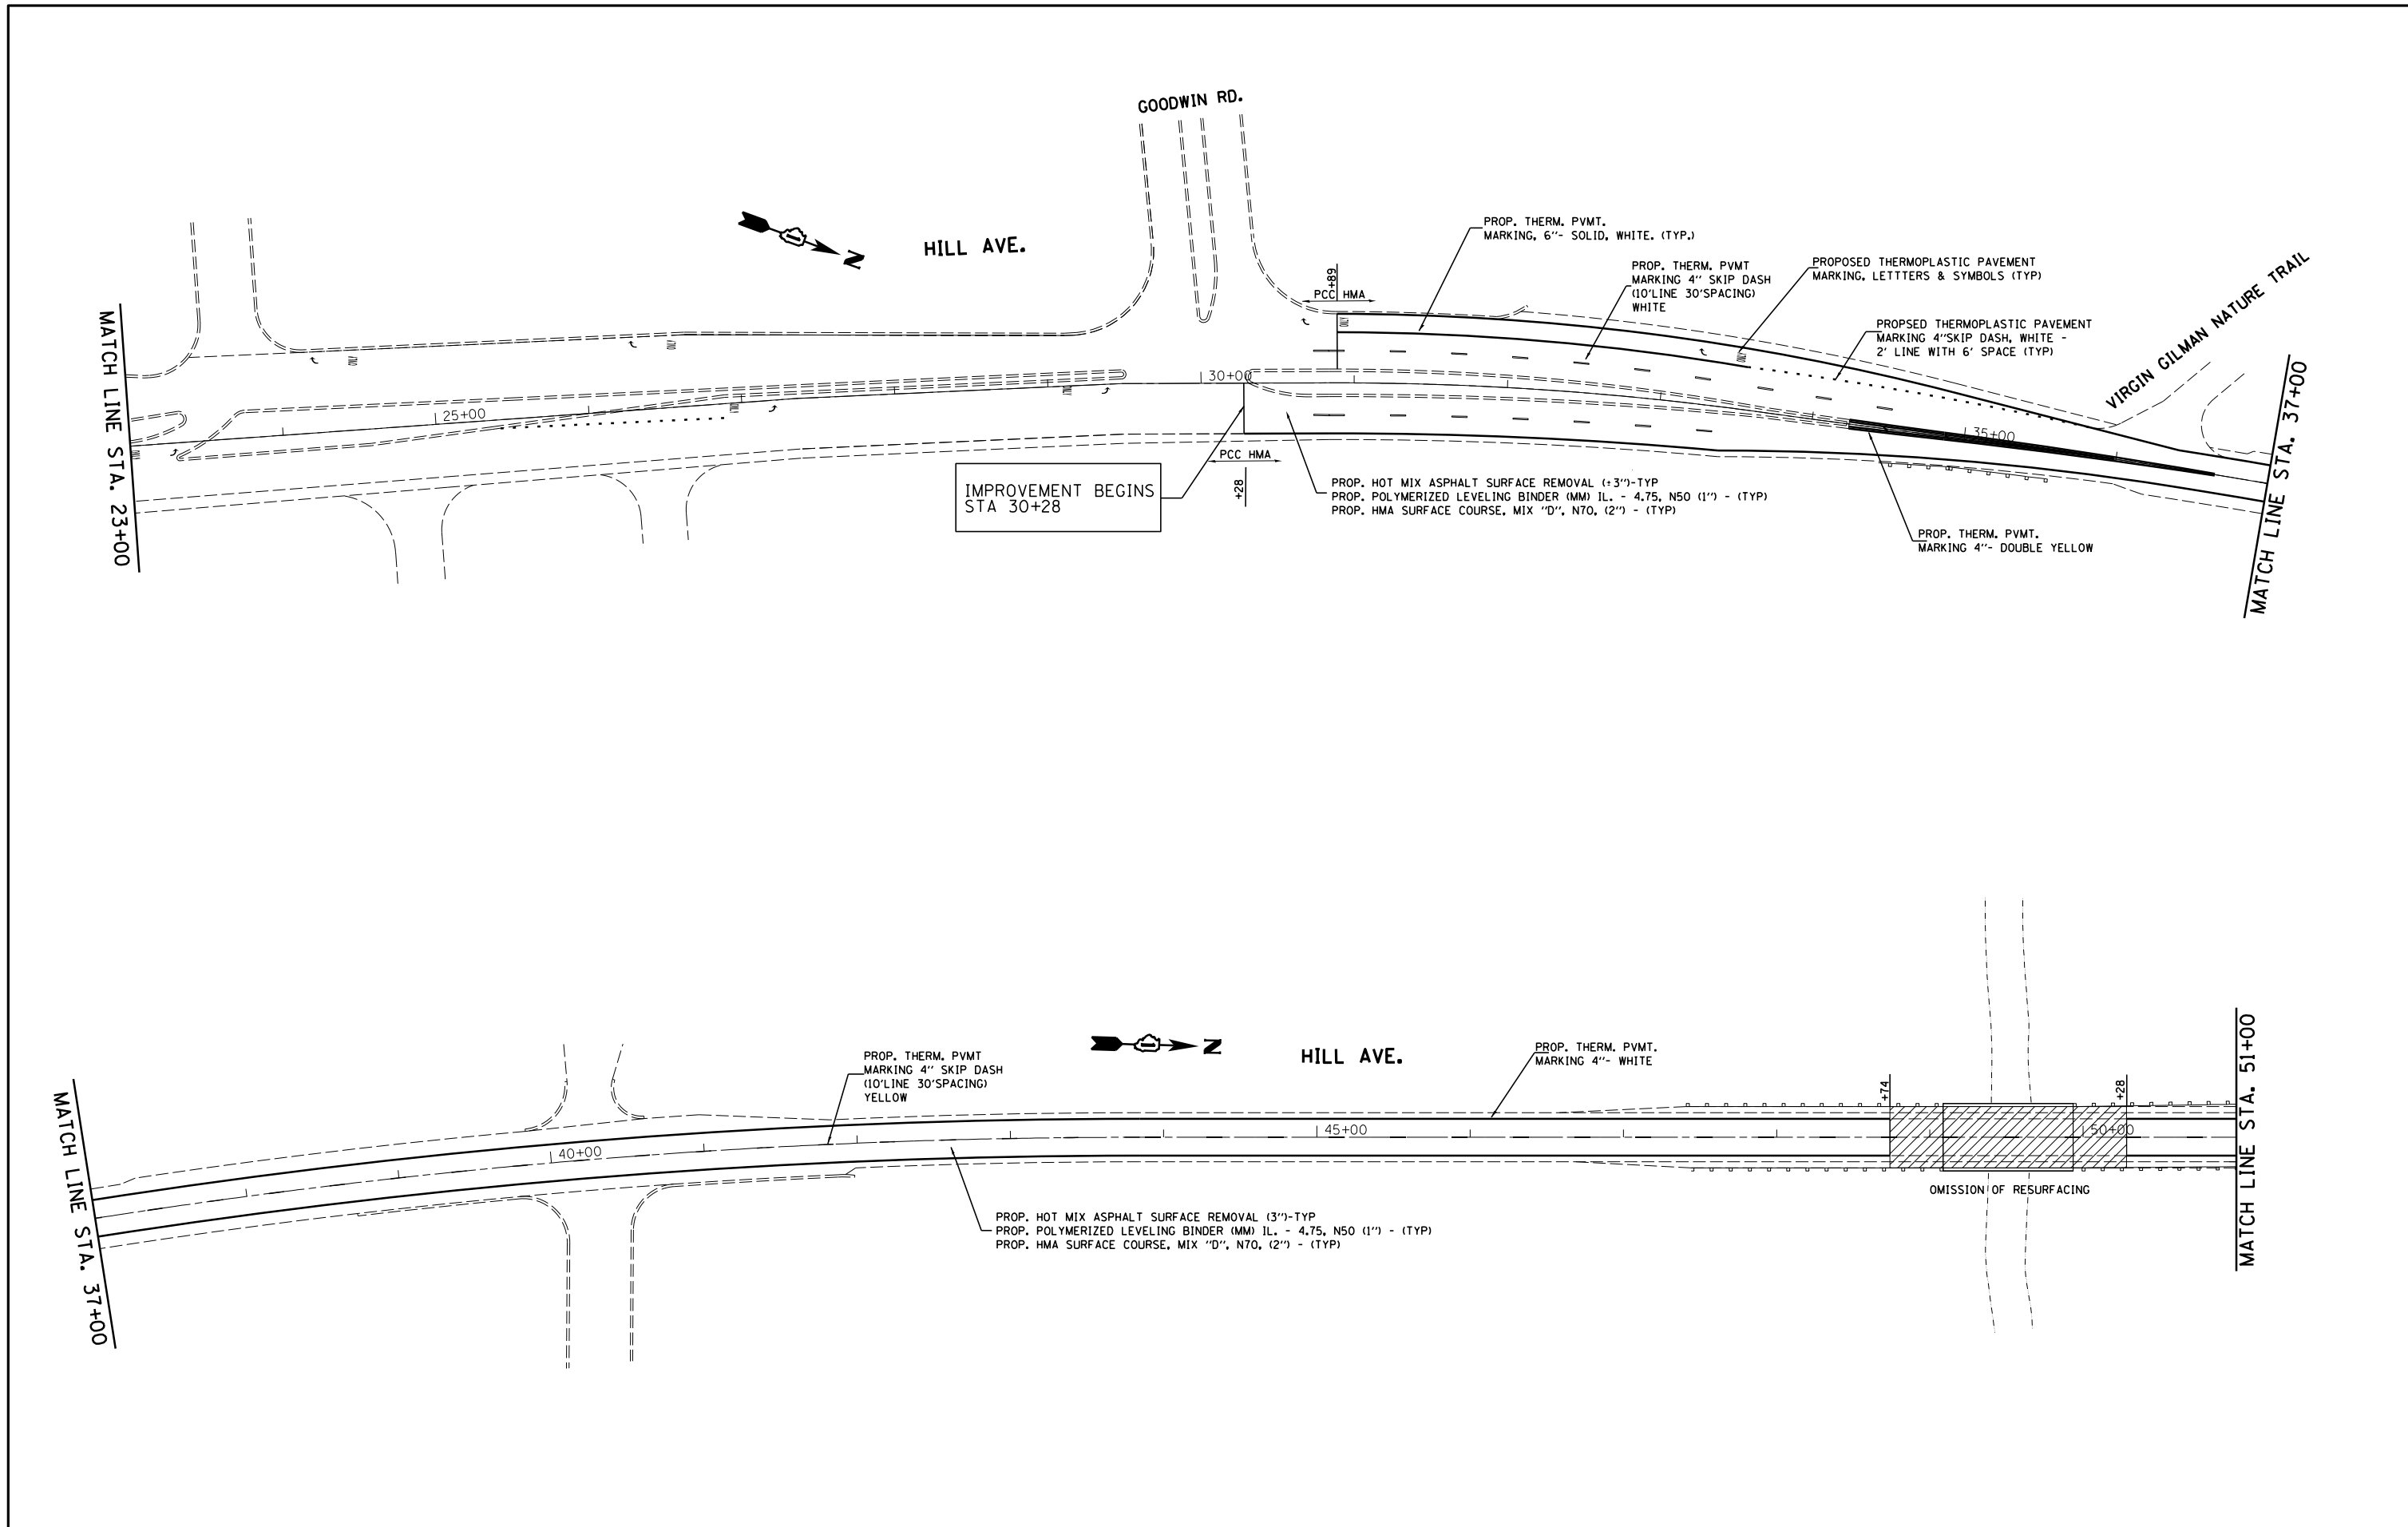 GOODWIN RD.
HILL AVE.
N
PROP. THERM. PVMT.
MARKING, 6"- SOLID, WHITE. (TYP.)
PROP. THERM. PVMT
MARKING 4" SKIP DASH
(10'LINE 30'SPACING)
WHITE
PROPOSED THERMOPLASTIC PAVEMENT
MARKING, LETTTERS & SYMBOLS (TYP)
PROPSED THERMOPLASTIC PAVEMENT
MARKING 4"SKIP DASH, WHITE -
2' LINE WITH 6' SPACE (TYP)
VIRGIN GILMAN NATURE TRAIL
+89
PCC HMA
ONLY
ONLY
ONLY
ONLY
ONLY
ONLY
MATCH LINE STA. 23+00
25+00
30+00
35+00
MATCH LINE STA. 37+00
PCC HMA
+28
IMPROVEMENT BEGINS
STA 30+28
PROP. HOT MIX ASPHALT SURFACE REMOVAL (±3")-TYP
PROP. POLYMERIZED LEVELING BINDER (MM) IL. - 4.75, N50 (1") - (TYP)
PROP. HMA SURFACE COURSE, MIX "D", N70, (2") - (TYP)
PROP. THERM. PVMT.
MARKING 4"- DOUBLE YELLOW
N
HILL AVE.
PROP. THERM. PVMT
MARKING 4" SKIP DASH
(10'LINE 30'SPACING)
YELLOW
PROP. THERM. PVMT.
MARKING 4"- WHITE
+74
+28
MATCH LINE STA. 37+00
40+00
45+00
50+00
MATCH LINE STA. 51+00
OMISSION OF RESURFACING
PROP. HOT MIX ASPHALT SURFACE REMOVAL (3")-TYP
PROP. POLYMERIZED LEVELING BINDER (MM) IL. - 4.75, N50 (1") - (TYP)
PROP. HMA SURFACE COURSE, MIX "D", N70, (2") - (TYP)